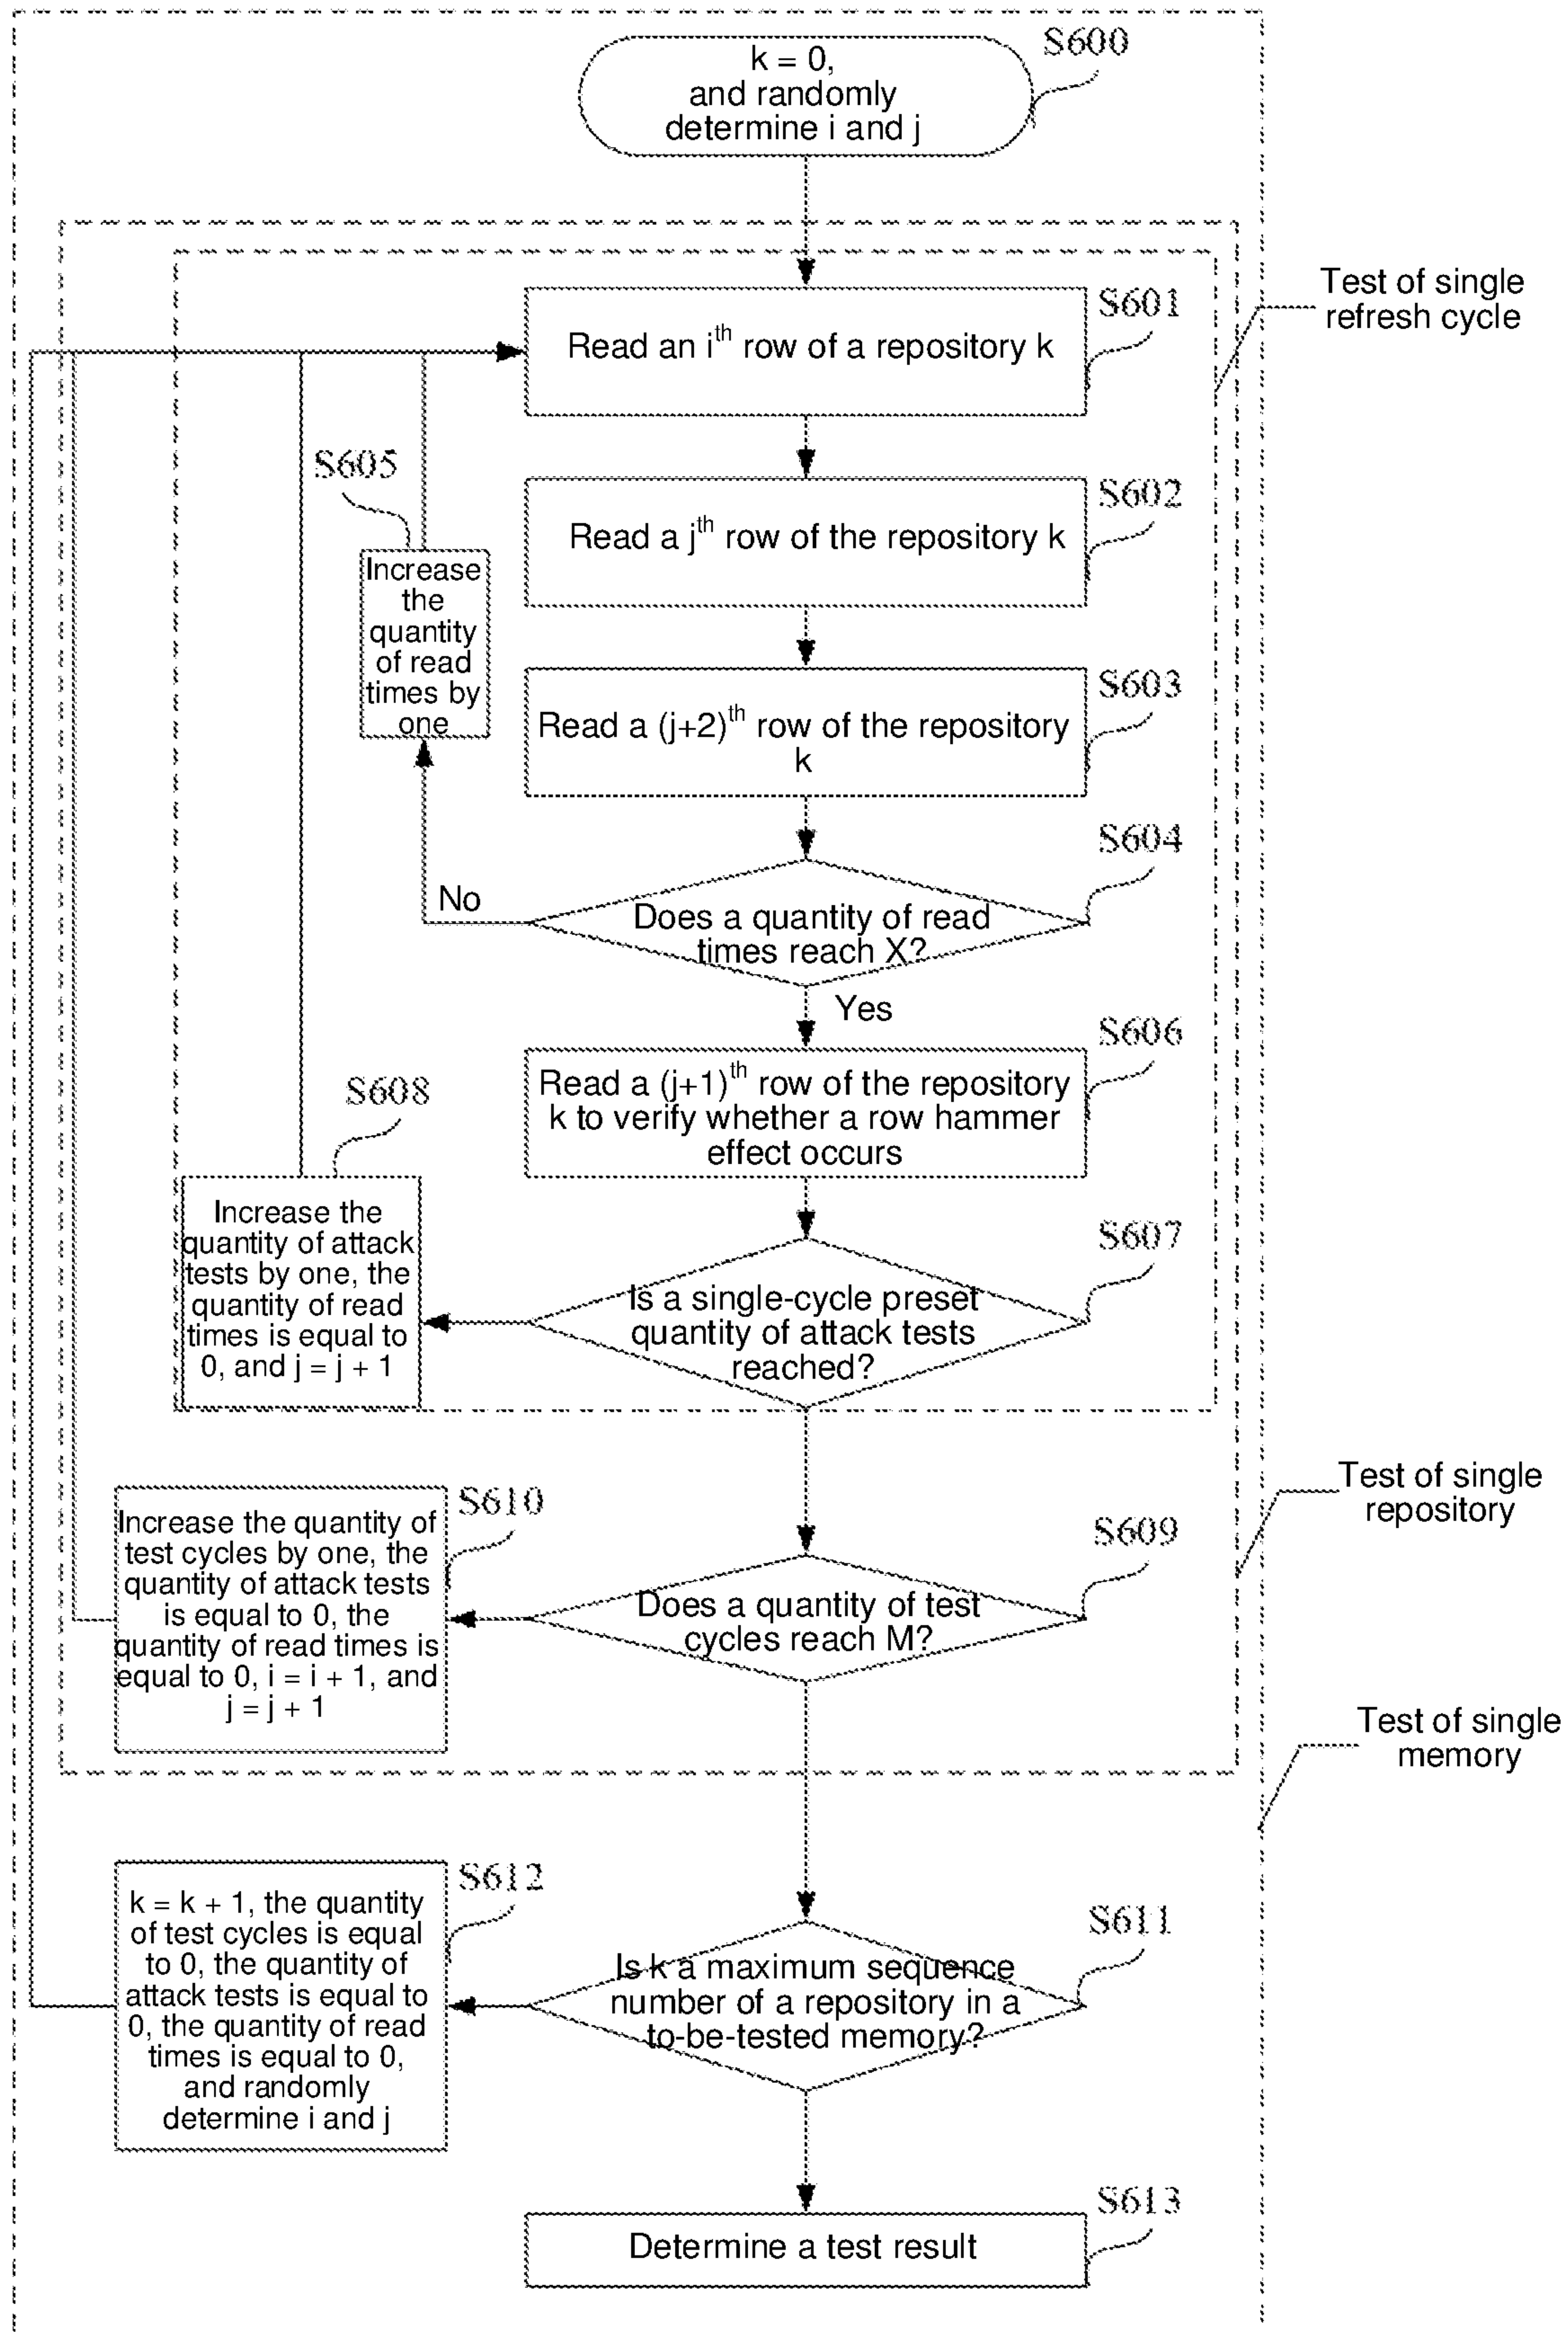 S600
k = 0,
and randomly
determine i and j
Test of single
refresh cycle
S601
Read an ith row of a repository k
S605
S602
Read a jth row of the repository k
Increase
the
quantity
of read
times by
one
S603
Read a (j+2)th row of the repository
k
S604
No
Does a quantity of read
times reach X?
Yes
S606
Read a (j+1)th row of the repository
k to verify whether a row hammer
effect occurs
S608
Increase the
quantity of attack
tests by one, the
quantity of read
times is equal to
0, and j = j + 1
S607
Is a single-cycle preset
quantity of attack tests
reached?
Test of single
repository
S610
Increase the quantity of
test cycles by one, the
quantity of attack tests
is equal to 0, the
quantity of read times is
equal to 0, i = i + 1, and
j = j + 1
S609
Does a quantity of test
cycles reach M?
Test of single
memory
S612
k = k + 1, the quantity
of test cycles is equal
to 0, the quantity of
attack tests is equal to
0, the quantity of read
times is equal to 0,
and randomly
determine i and j
S611
Is k a maximum sequence
number of a repository in a
to-be-tested memory?
S613
Determine a test result